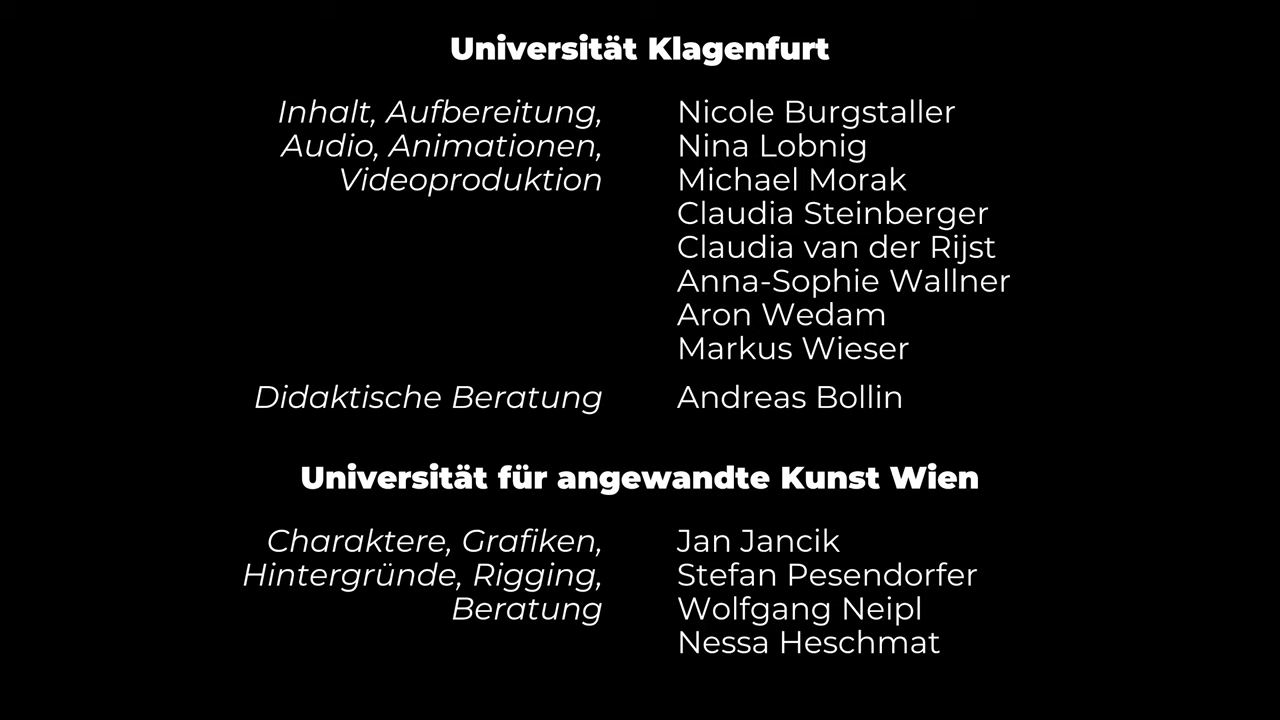 Universität Klagenfurt
Inhalt, Aufbereitung, Nicole Burgstaller
Audio, Animationen, Nina Lobnig
Videoproduktion Michael Morak
Claudia Steinberger
Claudia van der Rijst
Anna-Sophie Wallner
Aron Wedam
Markus Wieser
Didaktische Beratung Andreas Bollin
Universität für angewandte Kunst Wien
Charaktere, Grafiken, Jan Jancik
Hintergründe, Rigging, Stefan Pesendorfer
Beratung Wolfgang Neipl
Nessa Heschmat